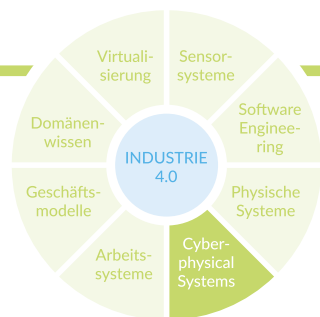 Virtuali-
sierung
Sensor-
systeme
Software
Enginee-
ring
Physische
Systeme
Cyber-
physical
Systems
Arbeits-
systeme
Geschäfts-
modelle
Domänen-
wissen
INDUSTRIE
4.0